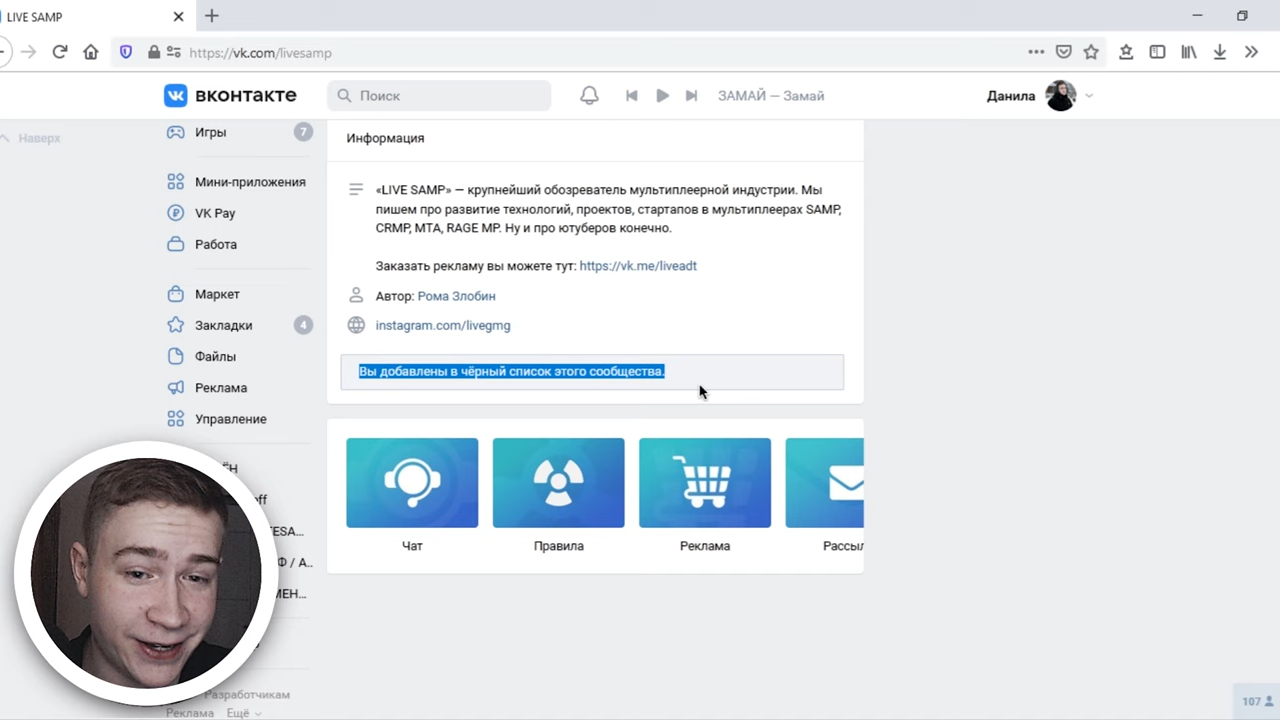 LIVE SAMP
https://vk.com/livesamp
вконтакте
Поиск
ЗАМАЙ — Замай
Данила
Наверх
Игры
7
Мини-приложения
VK Pay
Работа
Маркет
Закладки
4
Файлы
Реклама
Управление
Информация
«LIVE SAMP» — крупнейший обозреватель мультиплеерной индустрии. Мы
пишем про развитие технологий, проектов, стартапов в мультиплеерах SAMP,
CRMP, MTA, RAGE MP. Ну и про ютуберов конечно.
Заказать рекламу вы можете тут: https://vk.me/liveadt
Автор: Рома Злобин
instagram.com/livegmg
Вы добавлены в чёрный список этого сообщества.
Чат
Правила
Реклама
Разработчикам
Реклама
Ещё
107